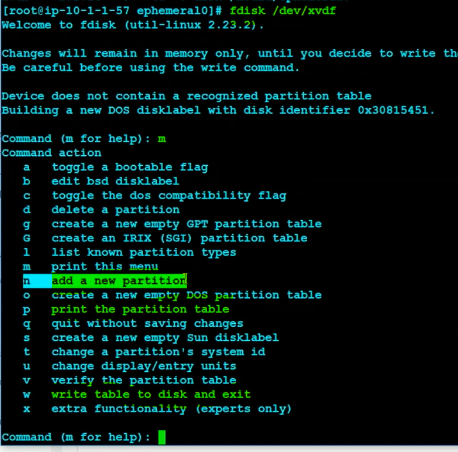 [root@ip-10-1-1-57 ephemeral0]# fdisk /dev/xvdf
Welcome to fdisk (util-linux 2.23.2).

Changes will remain in memory only, until you decide to write the
Be careful before using the write command.

Device does not contain a recognized partition table
Building a new DOS disklabel with disk identifier 0x30815451.

Command (m for help): m
Command action
   a   toggle a bootable flag
   b   edit bsd disklabel
   c   toggle the dos compatibility flag
   d   delete a partition
   g   create a new empty GPT partition table
   G   create an IRIX (SGI) partition table
   l   list known partition types
   m   print this menu
   n   add a new partition
   o   create a new empty DOS partition table
   p   print the partition table
   q   quit without saving changes
   s   create a new empty Sun disklabel
   t   change a partition's system id
   u   change display/entry units
   v   verify the partition table
   w   write table to disk and exit
   x   extra functionality (experts only)

Command (m for help):